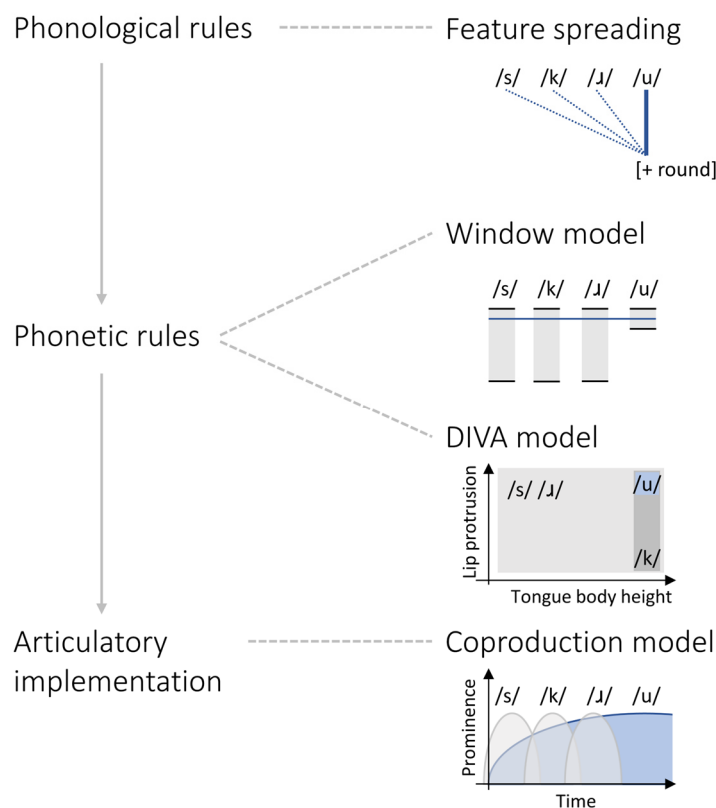 Phonological rules
Feature spreading
/s/ /k/ /ɹ/ /u/
[+ round]
Window model
/s/ /k/ /ɹ/ /u/
Phonetic rules
DIVA model
Lip protrusion
/s/ /ɹ/ /u/
/k/
Tongue body height
Articulatory
implementation
Coproduction model
Prominence
/s/ /k/ /ɹ/ /u/
Time